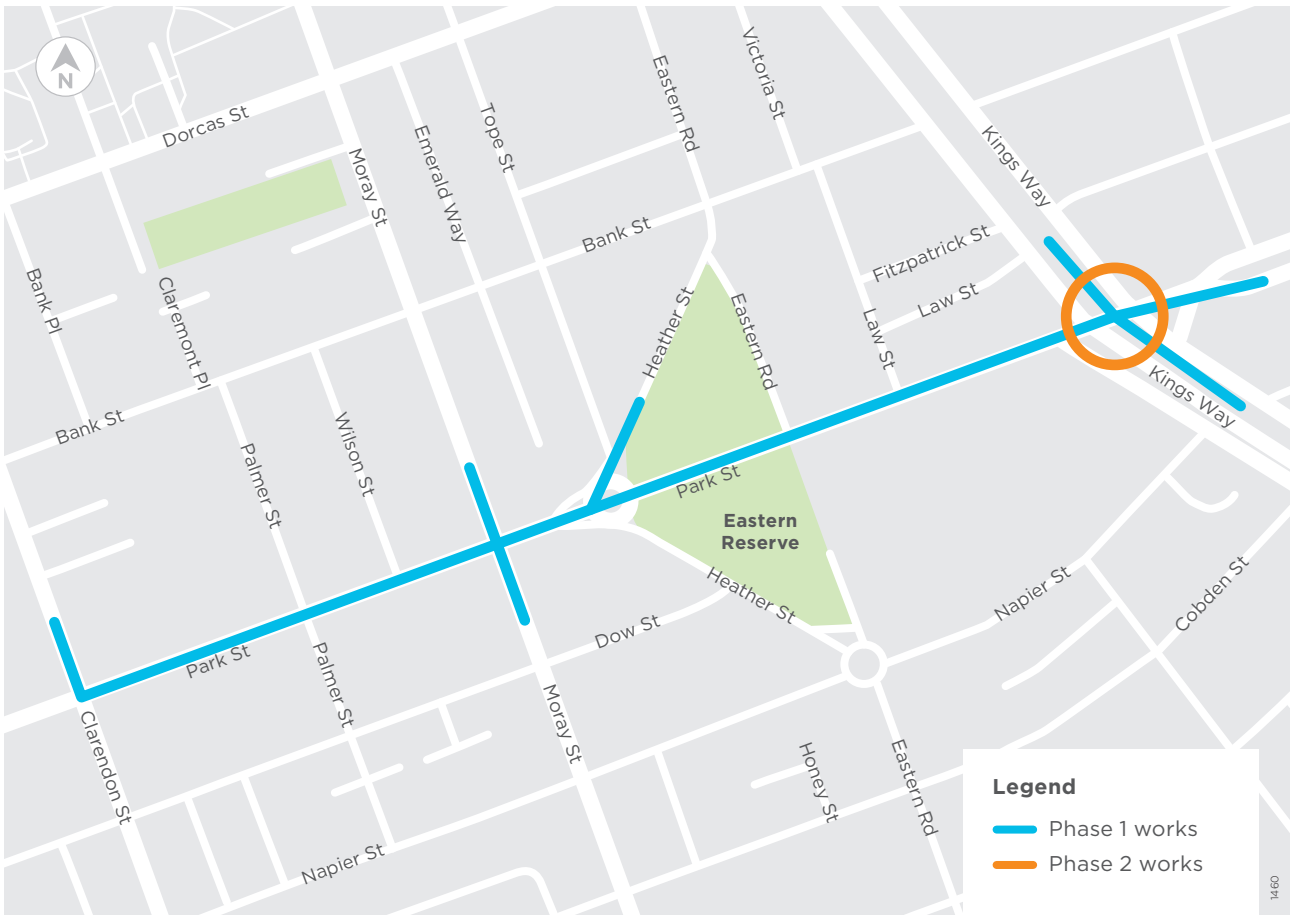 N
Dorcas St
Victoria St
Eastern Rd
Kings Way
Tope St
Emerald Way
Moray St
Bank St
Fitzpatrick St
Law St
Bank Pl
Claremont Pl
Heather St
Eastern Rd
Law St
Kings Way
Bank St
Wilson St
Palmer St
Park St
Eastern
Reserve
Heather St
Napier St
Cobden St
Dow St
Park St
Palmer St
Moray St
Clarendon St
Honey St
Eastern Rd
Napier St
Legend
Phase 1 works
Phase 2 works
1460